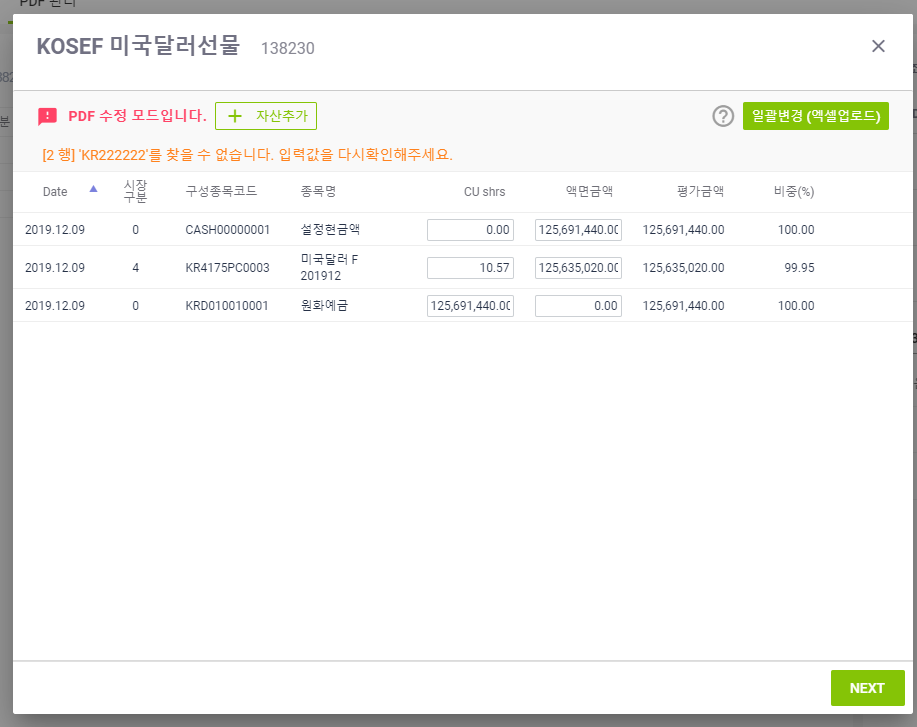 PDF 관리
KOSEF 미국달러선물 138230
PDF 수정 모드입니다. + 자산추가 ? 일괄변경 (엑셀업로드)
[2 행] 'KR222222'를 찾을 수 없습니다. 입력값을 다시확인해주세요.
Date 시장 구분 구성종목코드 종목명 CU shrs 액면금액 평가금액 비중(%)
2019.12.09 0 CASH00000001 설정현금액 0.00 125,691,440.00 125,691,440.00 100.00
2019.12.09 4 KR4175PC0003 미국달러 F 201912 10.57 125,635,020.00 125,635,020.00 99.95
2019.12.09 0 KRD010010001 원화예금 125,691,440.00 0.00 125,691,440.00 100.00
NEXT